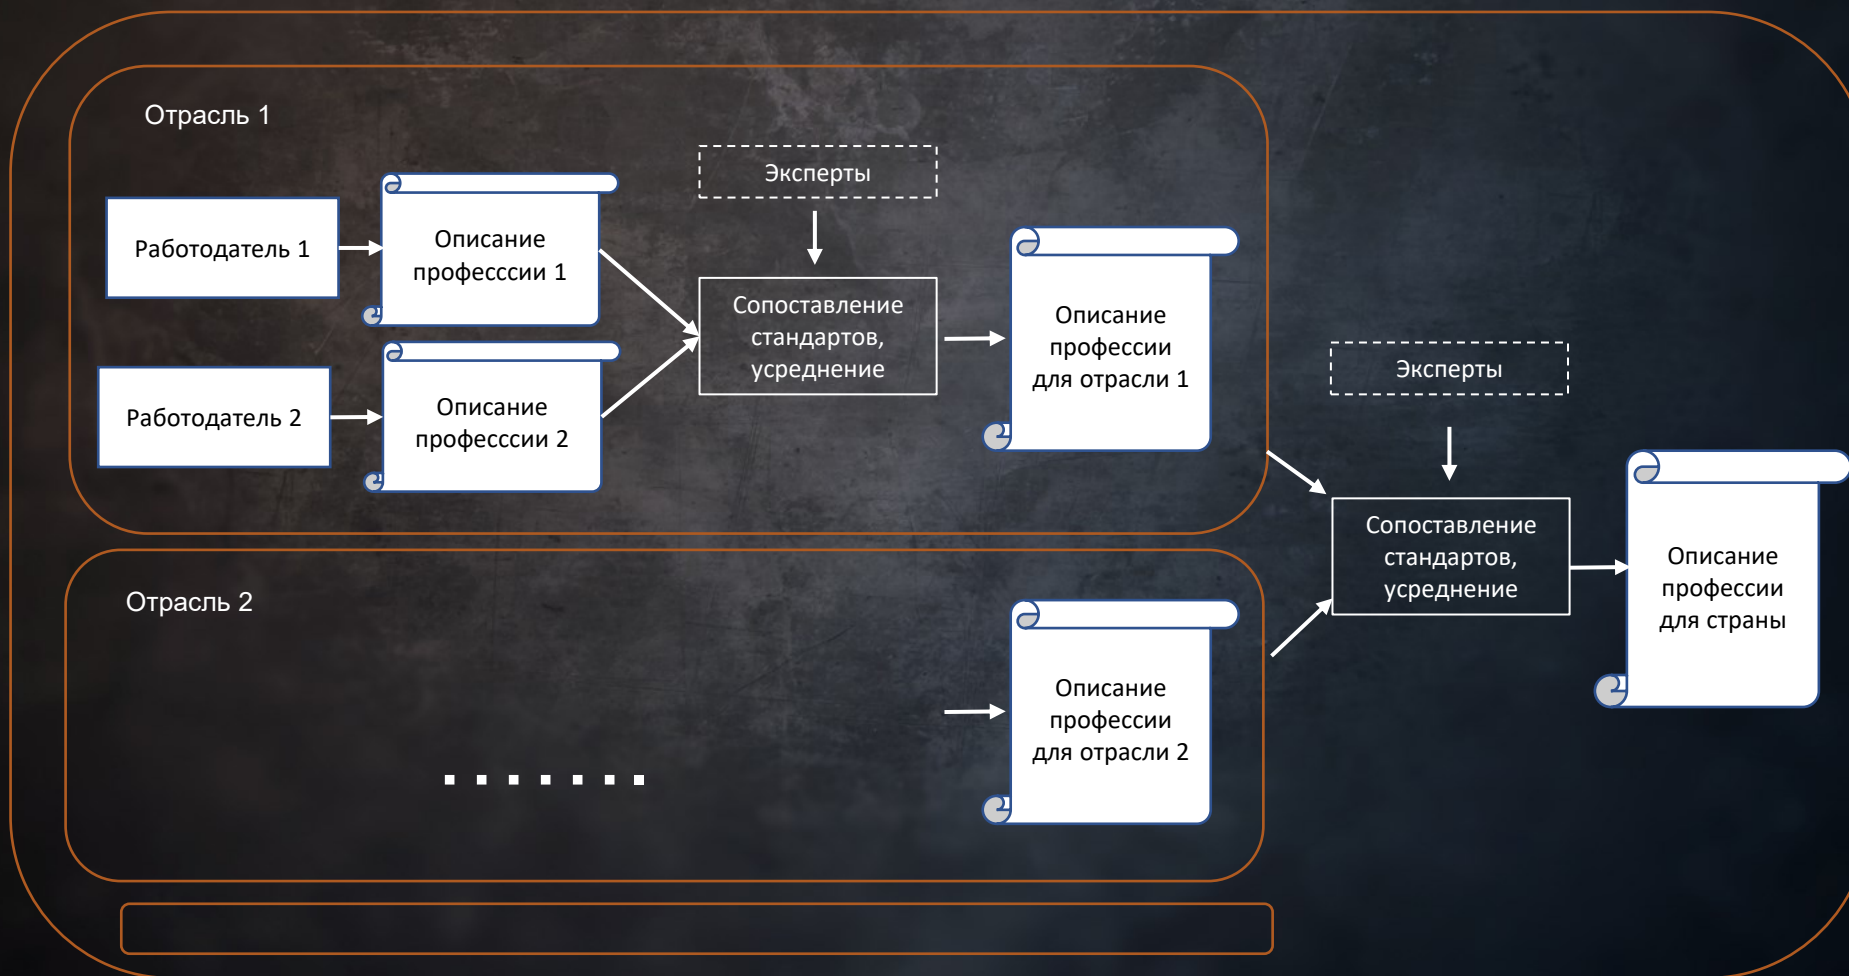 Отрасль 1
Эксперты
Работодатель 1
Описание
професссии 1
Сопоставление
стандартов,
усреднение
Описание
профессии
для отрасли 1
Работодатель 2
Описание
професссии 2
Эксперты
Сопоставление
стандартов,
усреднение
Описание
профессии
для страны
Отрасль 2
Описание
профессии
для отрасли 2